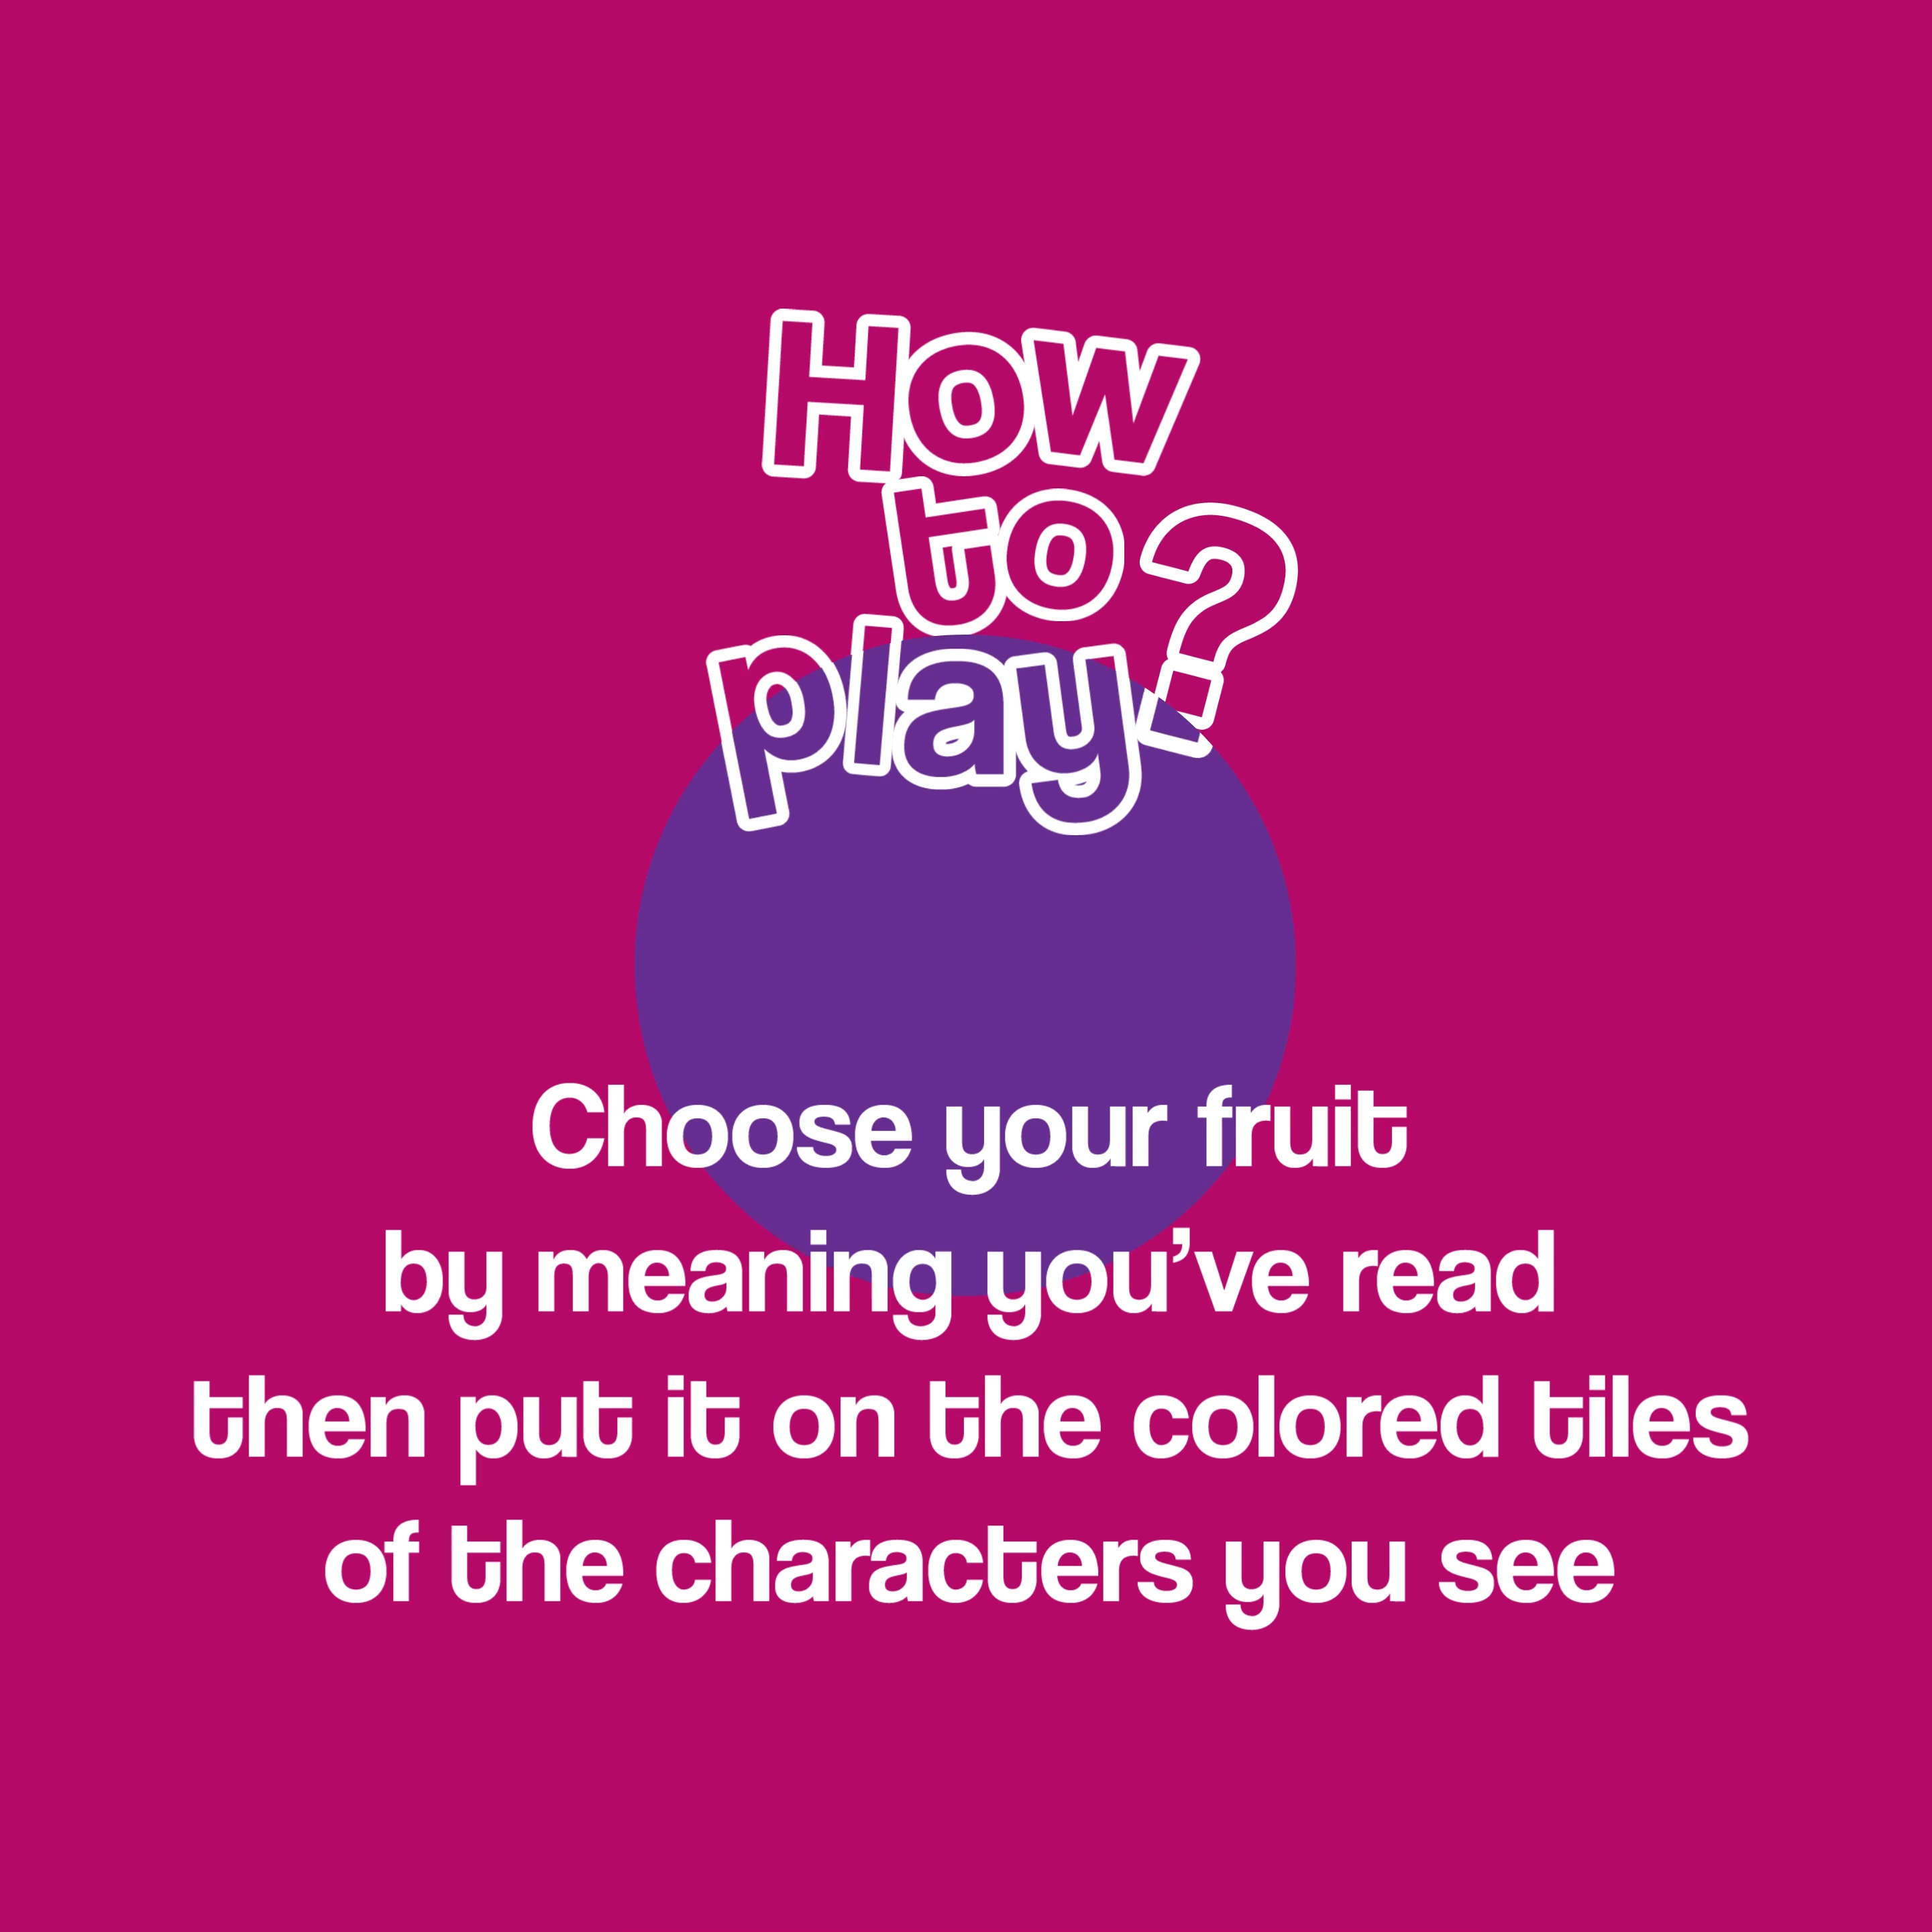 How
to
play?
Choose your fruit
by meaning you’ve read
then put it on the colored tiles
of the characters you see